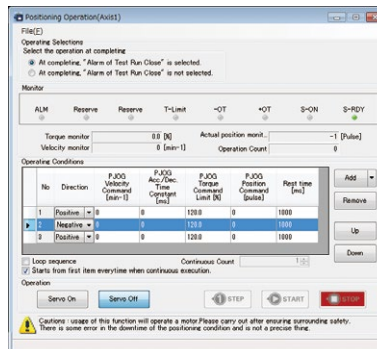 Positioning Operation(Axis1)
File(F)
Operating Selections
Select the operation at completing
At completing, "Alarm of Test Run Close" is selected.
At completing, "Alarm of Test Run Close" is not selected.
Monitor
ALM Reserve Reserve T-Limit -OT +OT S-ON S-RDY
Torque monitor 0.0 [%] Actual position monit... -1 [Pulse]
Velocity monitor 0 [min-1] Operation Count 0
Operating Conditions
No Direction PJOG Velocity Command [min-1] PJOG Acc./Dec. Time Constant [ms] PJOG Torque Command Limit [%] PJOG Position Command [pulse] Rest time [ms]
1 Positive 0 0 120.0 0 1000
2 Negative 0 0 120.0 0 1000
3 Positive 0 0 120.0 0 1000
Add
Remove
Up
Down
Loop sequence Continuous Count 1
Starts from first item everytime when continuous execution.
Operation
Servo On Servo Off STEP START STOP
Cautions : usage of this function will operate a motor.Please carry out after ensuring surrounding safety.
There is some error in the downtime of the positioning condition and is not a precise thing.